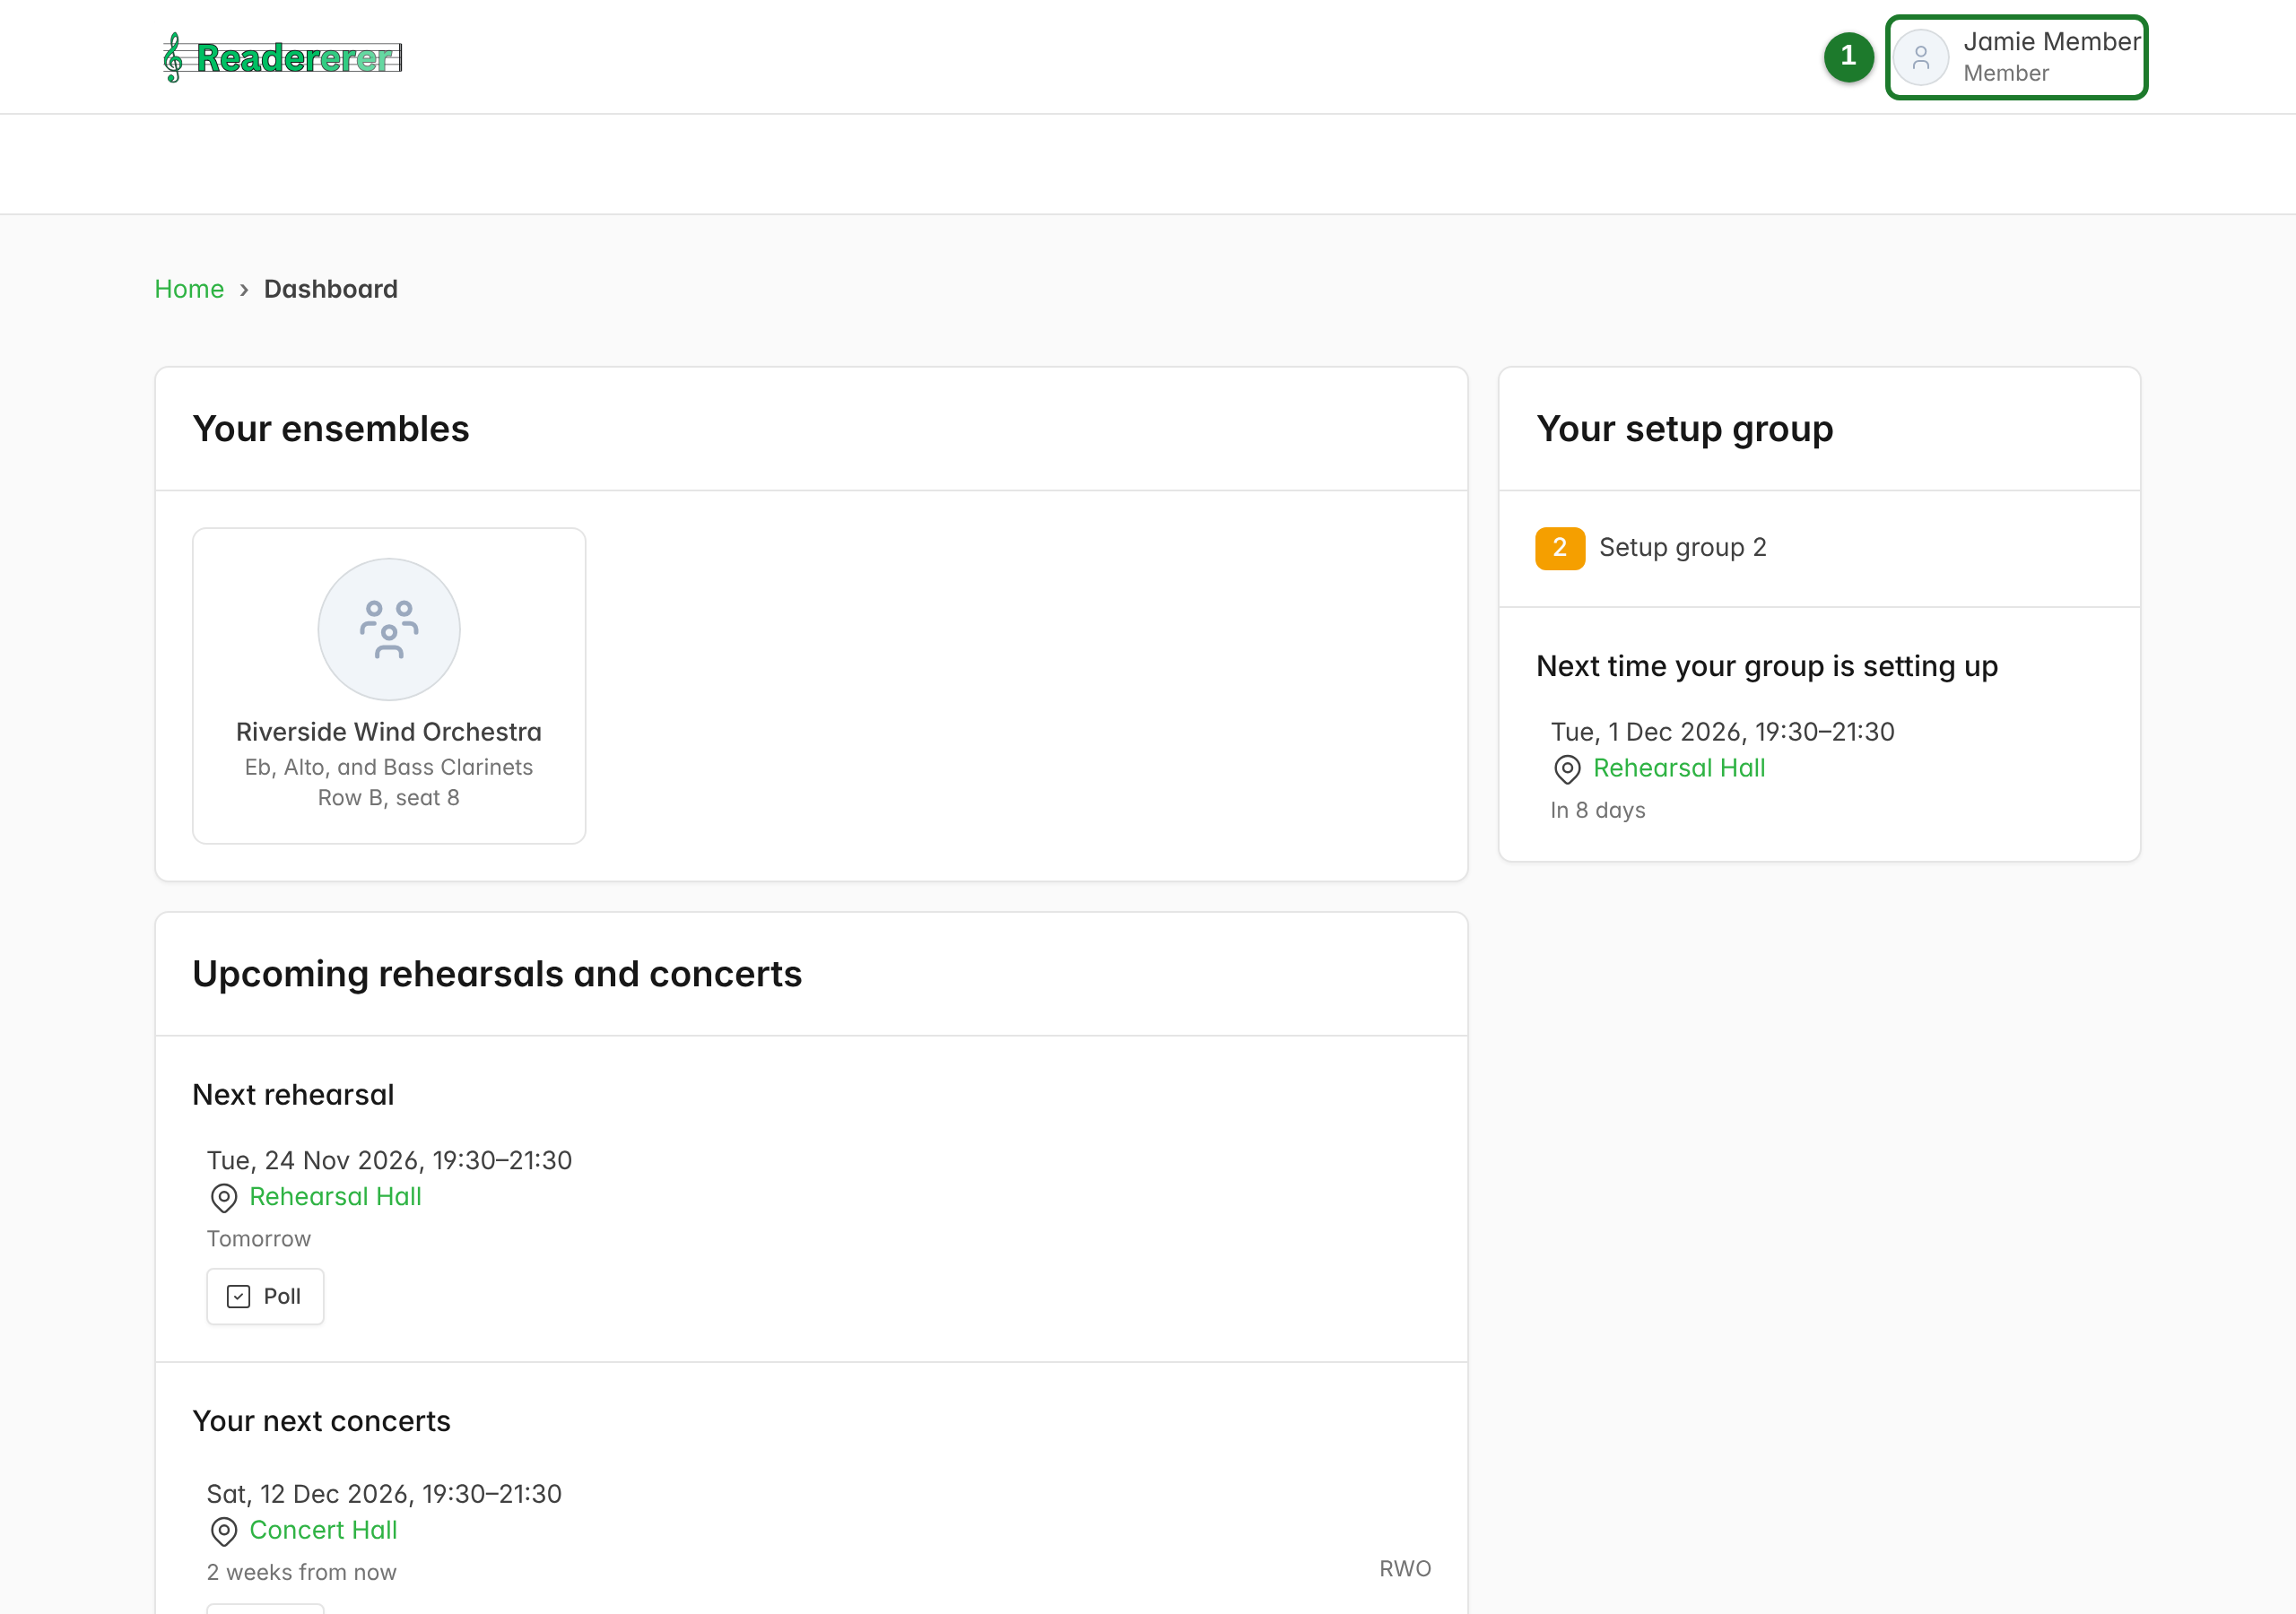 Readererer
1
Jamie Member
Member
Home › Dashboard
Your ensembles
Riverside Wind Orchestra
Eb, Alto, and Bass Clarinets
Row B, seat 8
Your setup group
2 Setup group 2
Next time your group is setting up
Tue, 1 Dec 2026, 19:30–21:30
Rehearsal Hall
In 8 days
Upcoming rehearsals and concerts
Next rehearsal
Tue, 24 Nov 2026, 19:30–21:30
Rehearsal Hall
Tomorrow
Poll
Your next concerts
Sat, 12 Dec 2026, 19:30–21:30
Concert Hall
2 weeks from now
RWO